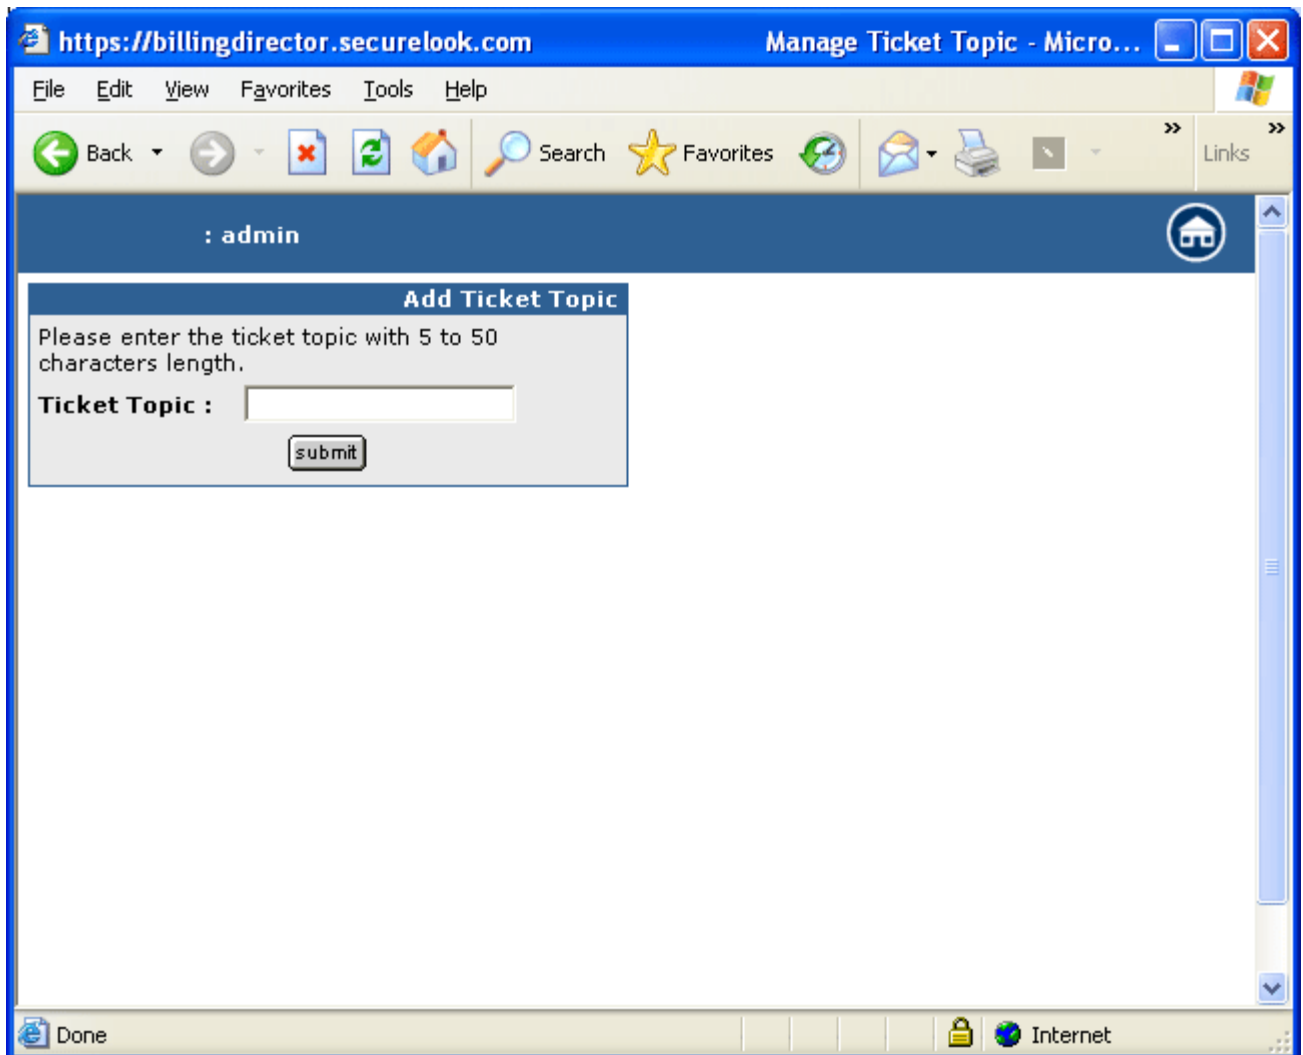 https://billingdirector.securelook.com Manage Ticket Topic - Micro...
File Edit View Favorites Tools Help
Back Search Favorites Links
: admin
Add Ticket Topic
Please enter the ticket topic with 5 to 50
characters length.
Ticket Topic :
submit
Done Internet